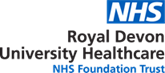 NHS
Royal Devon
University Healthcare
NHS Foundation Trust